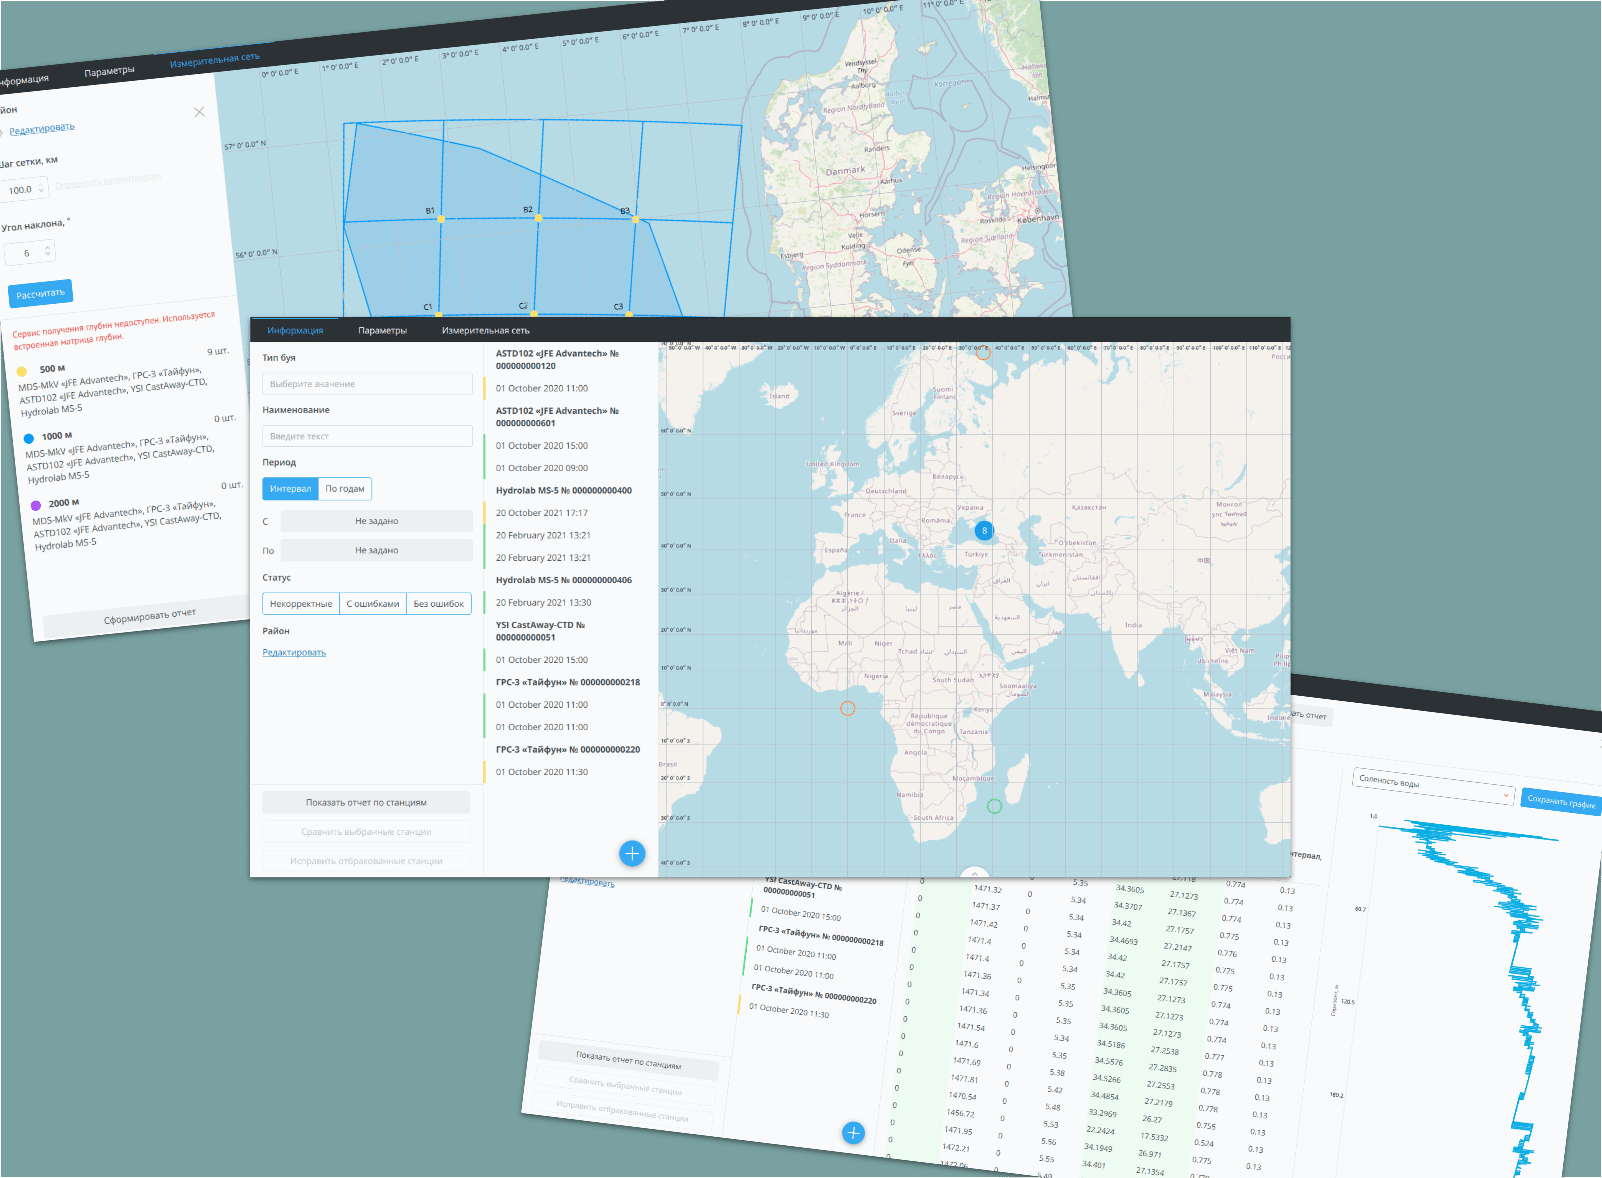 Информация
Параметры
Измерительная сеть
Редактировать
Шаг сетки, км
100.0
Угол наклона, °
6
Рассчитать
Сервис получения глубин недоступен. Используется
встроенная матрица глубин.
9 шт.
500 м
MDS-MkV «JFE Advantech», ГРС-3 «Тайфун»,
ASTD102 «JFE Advantech», YSI CastAway-CTD,
Hydrolab MS-5
0 шт.
1000 м
MDS-MkV «JFE Advantech», ГРС-3 «Тайфун»,
ASTD102 «JFE Advantech», YSI CastAway-CTD,
Hydrolab MS-5
0 шт.
2000 м
MDS-MkV «JFE Advantech», ГРС-3 «Тайфун»,
ASTD102 «JFE Advantech», YSI CastAway-CTD,
Hydrolab MS-5
Сформировать отчет
0° 0' 0.0" E
1° 0' 0.0" E
2° 0' 0.0" E
3° 0' 0.0" E
4° 0' 0.0" E
5° 0' 0.0" E
6° 0' 0.0" E
7° 0' 0.0" E
8° 0' 0.0" E
9° 0' 0.0" E
10° 0' 0.0" E
11° 0' 0.0" E
57° 0' 0.0" N
56° 0' 0.0" N
B1
B2
B3
C1
C2
C3
Vendsyssel-
Thy
Aalborg
Region Nordjylland
Kattegat
Randers
Danmark
Aarhus
Horsens
Vejle
Kolding
Esbjerg
Region Syddanmark
Odense
Fyn
Roskilde
København
Region Sjælland
Region Hovedstaden
Информация
Параметры
Измерительная сеть
Тип буя
Выберите значение
Наименование
Введите текст
Период
Интервал
По годам
С
Не задано
По
Не задано
Статус
Некорректные
С ошибками
Без ошибок
Район
Редактировать
Показать отчет по станциям
Сравнить выбранные станции
Исправить отбракованные станции
ASTD102 «JFE Advantech» №
000000000120
01 October 2020 11:00
ASTD102 «JFE Advantech» №
000000000601
01 October 2020 15:00
01 October 2020 09:00
Hydrolab MS-5 № 000000000400
20 October 2021 17:17
20 February 2021 13:21
20 February 2021 13:21
Hydrolab MS-5 № 000000000406
20 February 2021 13:30
YSI CastAway-CTD №
000000000051
01 October 2020 15:00
ГРС-3 «Тайфун» № 000000000218
01 October 2020 11:00
01 October 2020 11:00
ГРС-3 «Тайфун» № 000000000220
01 October 2020 11:30
Ísland
Suomi
Finland
Sverige
United Kingdom
Deutschland
Беларусь
France
Україна
România
Italia
España
Ελλάς
Türkiye
8
Қазақстан
Монгол
улс
O'zbekiston
Türkmenistan
中国
ایران
India
Việt Nam
Malaysia
Algérie /
الجزائر
ليبيا
مصر
السعودية
موريتانيا
Mali
Niger
Tchad تشاد
السودان
اليمن
Nigeria
South Sudan
Soomaaliya
الصومال
Kenya
République
démocratique
du Congo
Tanzania
Angola
Moçambique
Namibia
South Africa
Brasil
YSI CastAway-CTD №
000000000051
01 October 2020 15:00
ГРС-3 «Тайфун» № 000000000218
01 October 2020 11:00
01 October 2020 11:00
ГРС-3 «Тайфун» № 000000000220
01 October 2020 11:30
Редактировать
Показать отчет по станциям
Сравнить выбранные станции
Исправить отбракованные станции
0 1471.32 0 5.35 34.3605 27.1273 0.774 0.13
0 1471.37 0 5.34 34.3707 27.1367 0.774 0.13
0 1471.42 0 5.34 34.42 27.1757 0.775 0.13
0 1471.4 0 5.34 34.4693 27.2147 0.776 0.13
0 1471.4 0 5.34 34.42 27.1757 0.775 0.13
0 1471.36 0 5.35 34.42 27.1757 0.775 0.13
0 1471.34 0 5.35 34.3605 27.1273 0.774 0.13
0 1471.36 0 5.35 34.3605 27.1273 0.774 0.13
0 1471.54 0 5.34 34.3605 27.1273 0.774 0.13
0 1471.6 0 5.35 34.5186 27.2538 0.777 0.13
0 1471.69 0 5.38 34.5576 27.2835 0.778 0.13
0 1471.81 0 5.42 34.5266 27.2553 0.778 0.13
0 1470.54 0 5.48 34.4854 27.2179 0.778 0.13
0 1456.72 0 5.53 33.2969 26.27 0.755 0.13
0 1471.95 0 5.56 22.2424 17.5332 0.524 0.13
0 1472.21 0 5.55 34.1949 26.971 0.775 0.13
34.401 27.1354
Соленость воды
Сохранить график
1.0
60.7
Горизонт, м
120.5
180.2